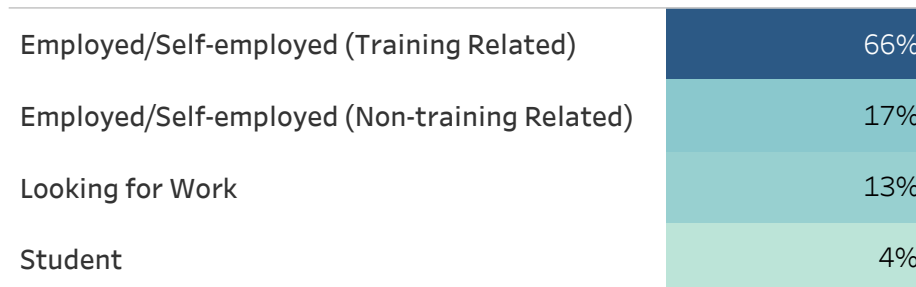 Employed/Self-employed (Training Related) 66%
Employed/Self-employed (Non-training Related) 17%
Looking for Work 13%
Student 4%